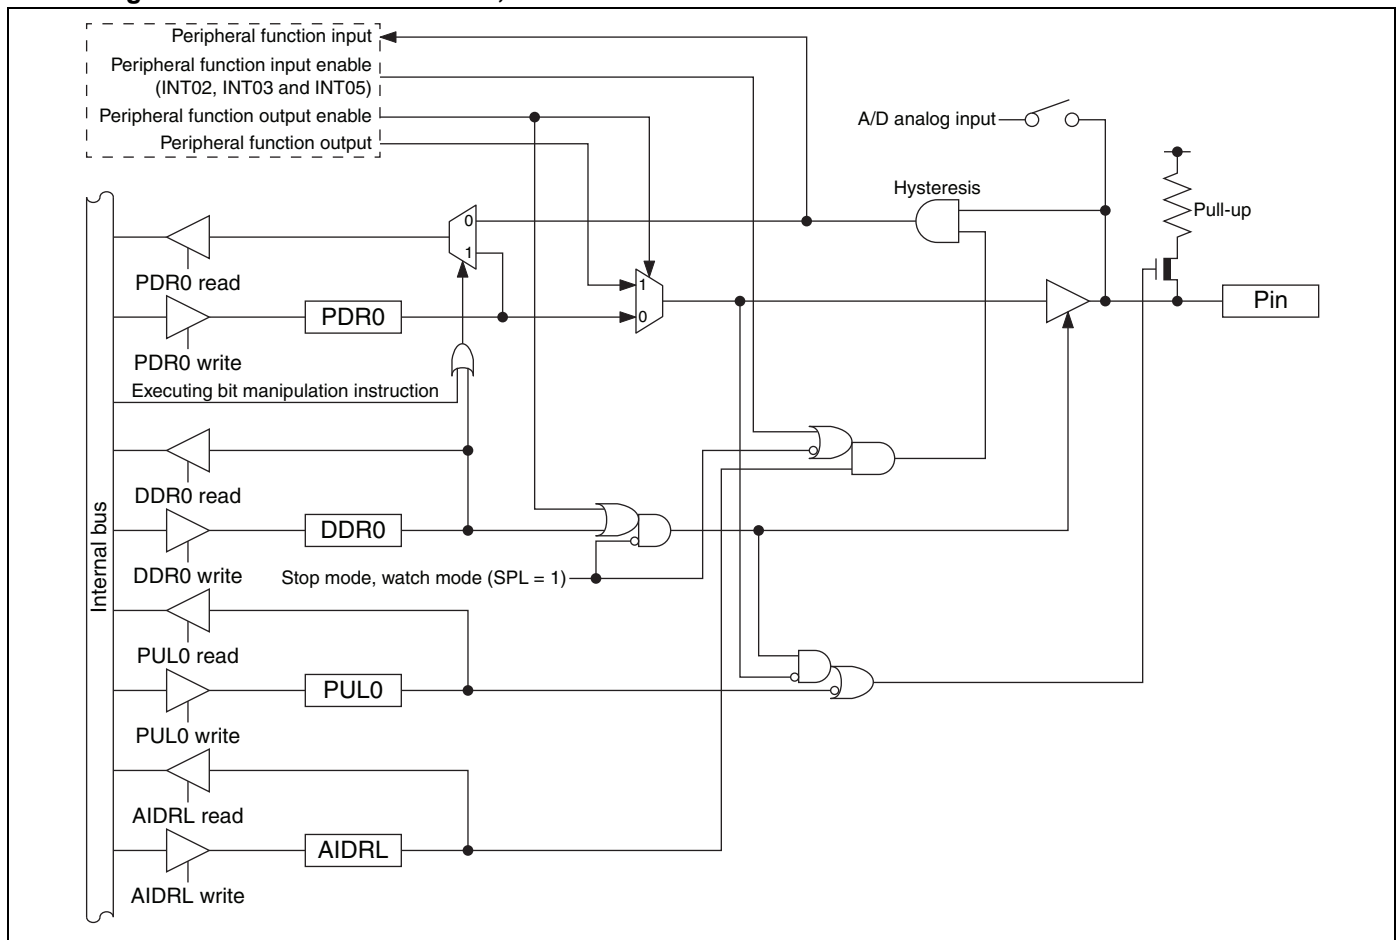 Peripheral function input
Peripheral function input enable
(INT02, INT03 and INT05)
Peripheral function output enable
Peripheral function output
A/D analog input
Hysteresis
Pull-up
0
1
PDR0 read
1
0
Pin
PDR0
PDR0 write
Executing bit manipulation instruction
DDR0 read
DDR0
Internal bus
DDR0 write
Stop mode, watch mode (SPL = 1)
PUL0 read
PUL0
PUL0 write
AIDRL read
AIDRL
AIDRL write